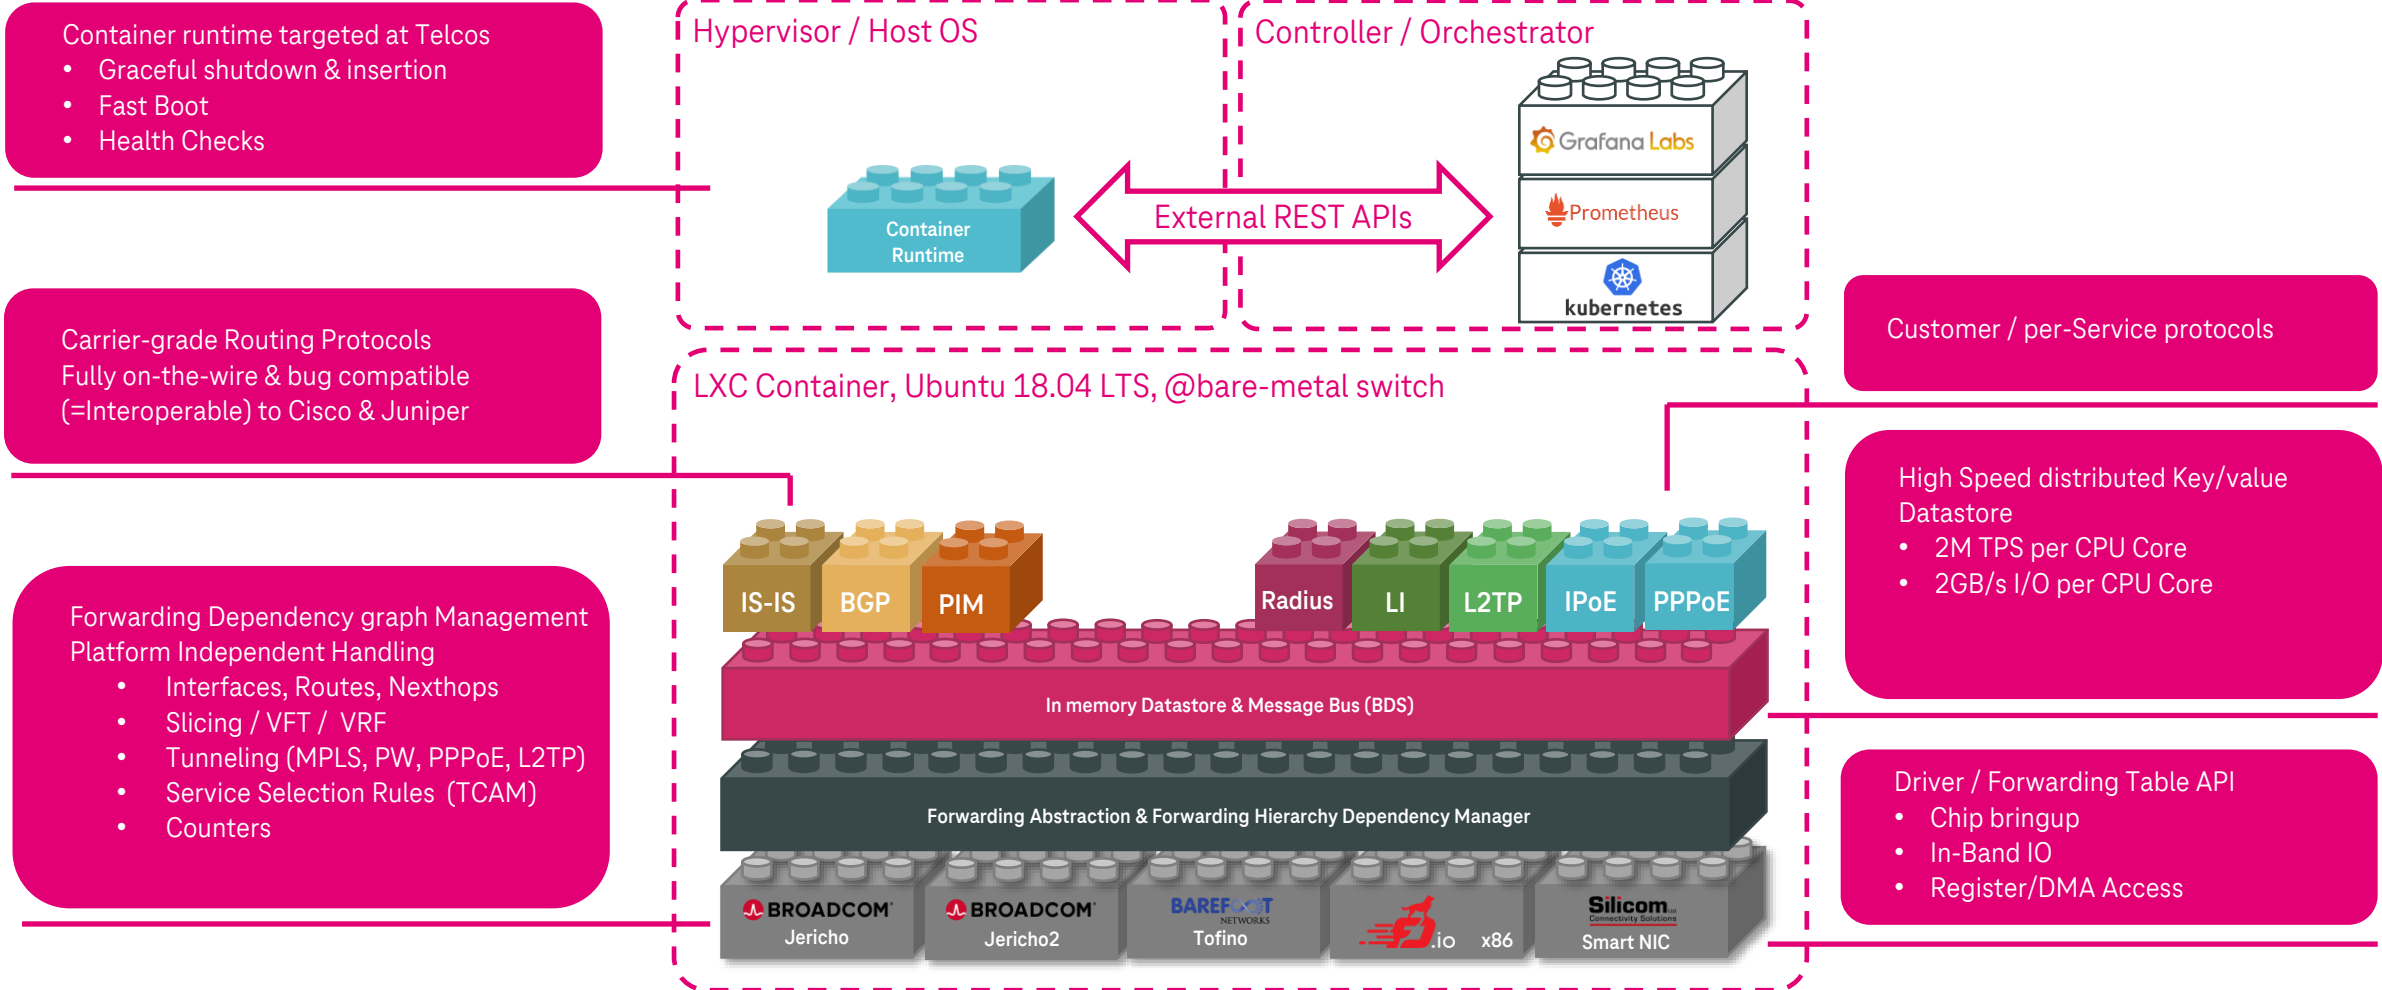 Container runtime targeted at Telcos
• Graceful shutdown & insertion
• Fast Boot
• Health Checks
Hypervisor / Host OS
Controller / Orchestrator
Container
Runtime
External REST APIs
Grafana Labs
Prometheus
kubernetes
Carrier-grade Routing Protocols
Fully on-the-wire & bug compatible
(=Interoperable) to Cisco & Juniper
Customer / per-Service protocols
LXC Container, Ubuntu 18.04 LTS, @bare-metal switch
High Speed distributed Key/value
Datastore
• 2M TPS per CPU Core
• 2GB/s I/O per CPU Core
IS-IS
BGP
PIM
Radius
LI
L2TP
IPoE
PPPoE
In memory Datastore & Message Bus (BDS)
Forwarding Abstraction & Forwarding Hierarchy Dependency Manager
Forwarding Dependency graph Management
Platform Independent Handling
• Interfaces, Routes, Nexthops
• Slicing / VFT / VRF
• Tunneling (MPLS, PW, PPPoE, L2TP)
• Service Selection Rules (TCAM)
• Counters
Driver / Forwarding Table API
• Chip bringup
• In-Band IO
• Register/DMA Access
BROADCOM
Jericho
BROADCOM
Jericho2
BAREFOOT
NETWORKS
Tofino
.io x86
Silicom Ltd.
Connectivity Solutions
Smart NIC